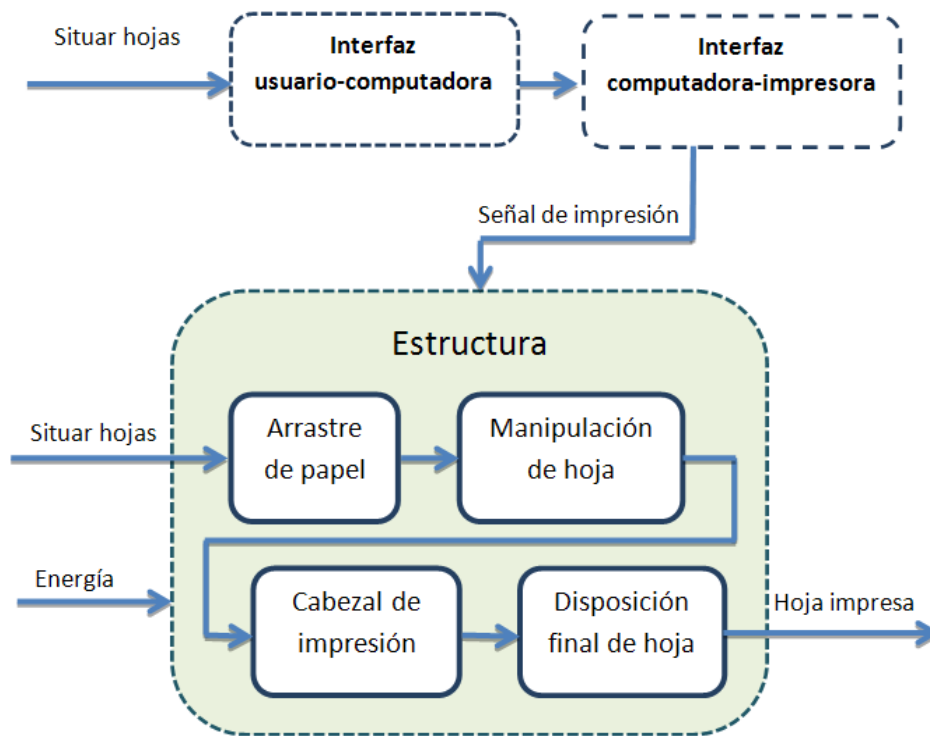 Situar hojas
Interfaz
usuario-computadora
Interfaz
computadora-impresora
Señal de impresión
Estructura
Situar hojas
Arrastre
de papel
Manipulación
de hoja
Energía
Cabezal de
impresión
Disposición
final de hoja
Hoja impresa